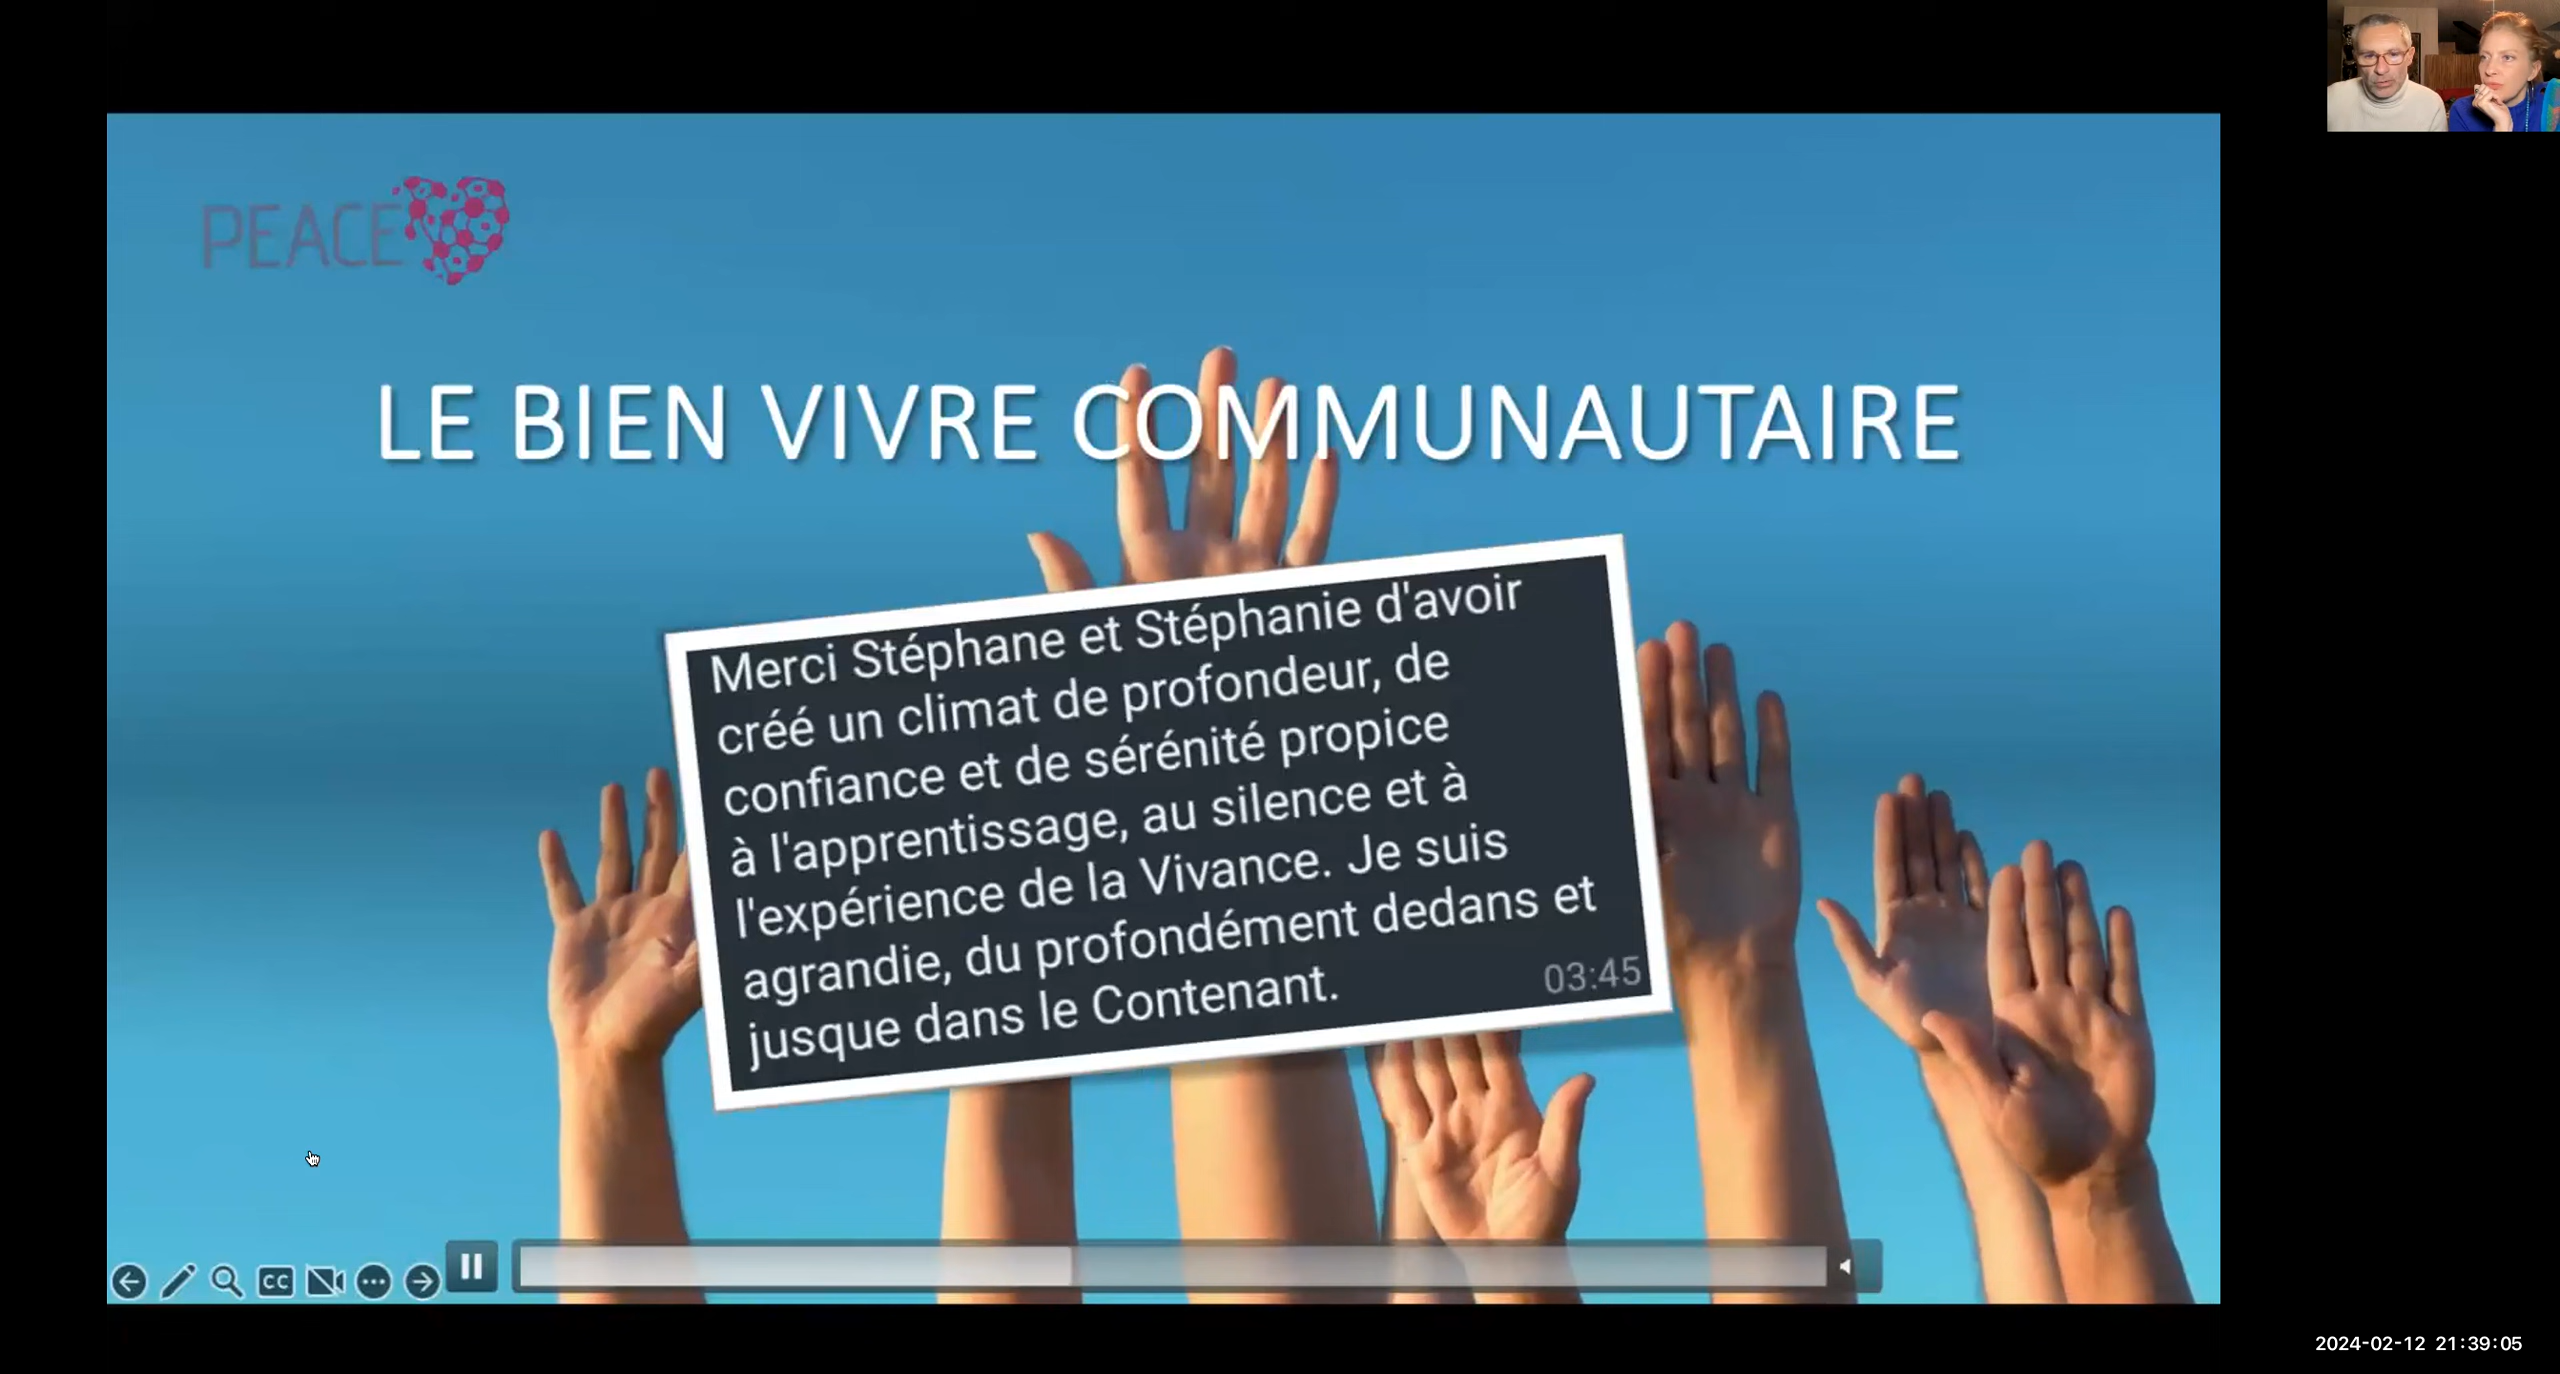 PEACE
LE BIEN VIVRE COMMUNAUTAIRE
Merci Stéphane et Stéphanie d'avoir
créé un climat de profondeur, de
confiance et de sérénité propice
à l'apprentissage, au silence et à
l'expérience de la Vivance. Je suis
agrandie, du profondément dedans et
jusque dans le Contenant.
03:45
CC
2024-02-12 21:39:05